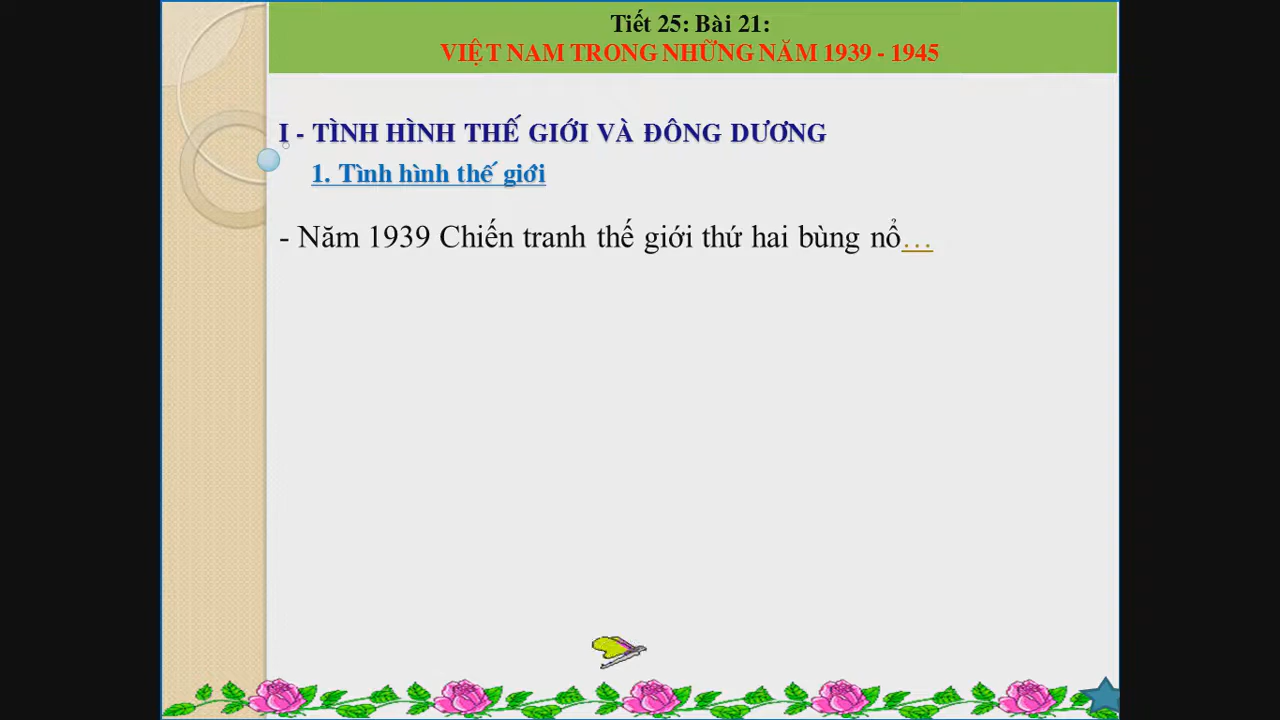 Tiết 25: Bài 21:
VIỆT NAM TRONG NHỮNG NĂM 1939 - 1945
I - TÌNH HÌNH THẾ GIỚI VÀ ĐÔNG DƯƠNG
1. Tình hình thế giới
- Năm 1939 Chiến tranh thế giới thứ hai bùng nổ...